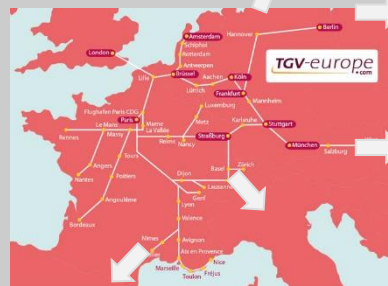 Berlin
Amsterdam
Schiphol
Hannover
London
Rotterdam
Antwerpen
TGV-europe
.com
Brüssel
Aachen
Köln
Lille
Lüttich
Frankfurt
Mannheim
Flughafen Paris CDG
Luxemburg
Paris
Metz
Karlsruhe
Stuttgart
Le Mans
Marne
La Vallée
Straßburg
Rennes
Massy
Reims
Nancy
München
Salzburg
Tours
Basel
Zürich
Angers
Dijon
Nantes
Poitiers
Lausanne
Genf
Angoulême
Lyon
Bordeaux
Valence
Nîmes
Avignon
Aix en Provence
Marseille
Nice
Toulon
Fréjus